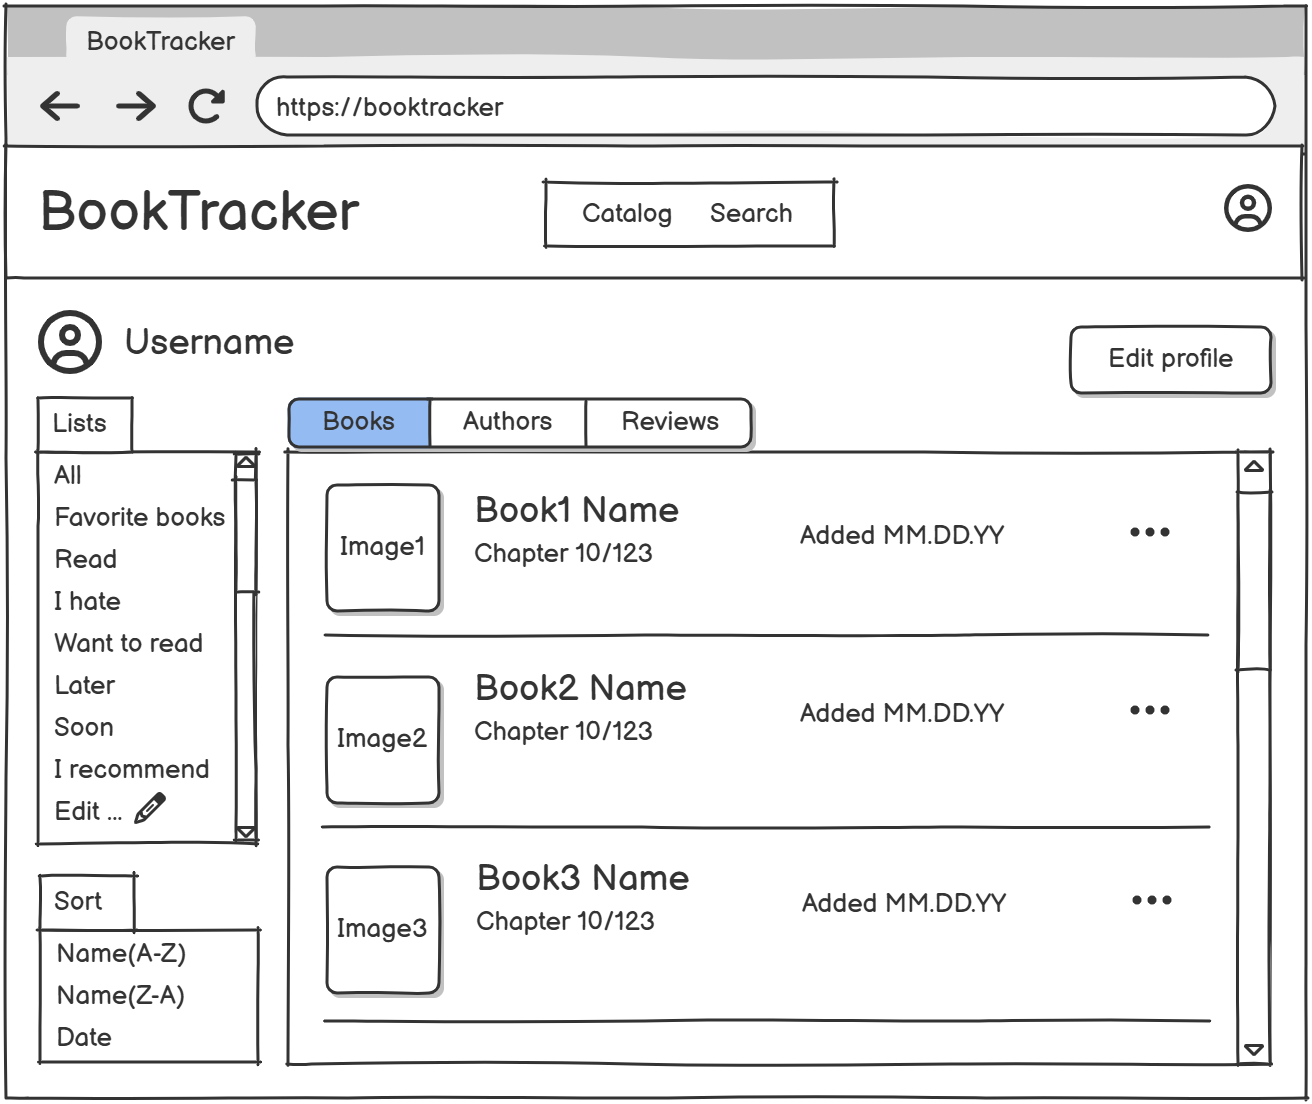 BookTracker
https://booktracker
BookTracker
Catalog Search
Username
Edit profile
Lists
All
Favorite books
Read
I hate
Want to read
Later
Soon
I recommend
Edit ...
Sort
Name(A-Z)
Name(Z-A)
Date
Books Authors Reviews
Image1
Book1 Name
Chapter 10/123
Added MM.DD.YY
Image2
Book2 Name
Chapter 10/123
Added MM.DD.YY
Image3
Book3 Name
Chapter 10/123
Added MM.DD.YY